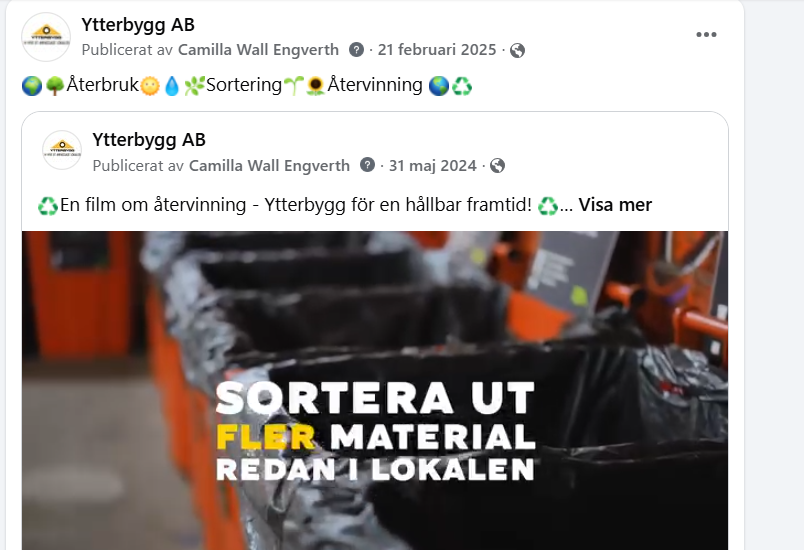 Ytterbygg AB
Publicerat av Camilla Wall Engverth · 21 februari 2025 ·
🌍🌳Återbruk🌞💧🌿Sortering🌱🌻Återvinning 🌎♻️
Ytterbygg AB
Publicerat av Camilla Wall Engverth · 31 maj 2024 ·
♻️En film om återvinning - Ytterbygg för en hållbar framtid! ♻️... Visa mer
SORTERA UT
FLER MATERIAL
REDAN I LOKALEN